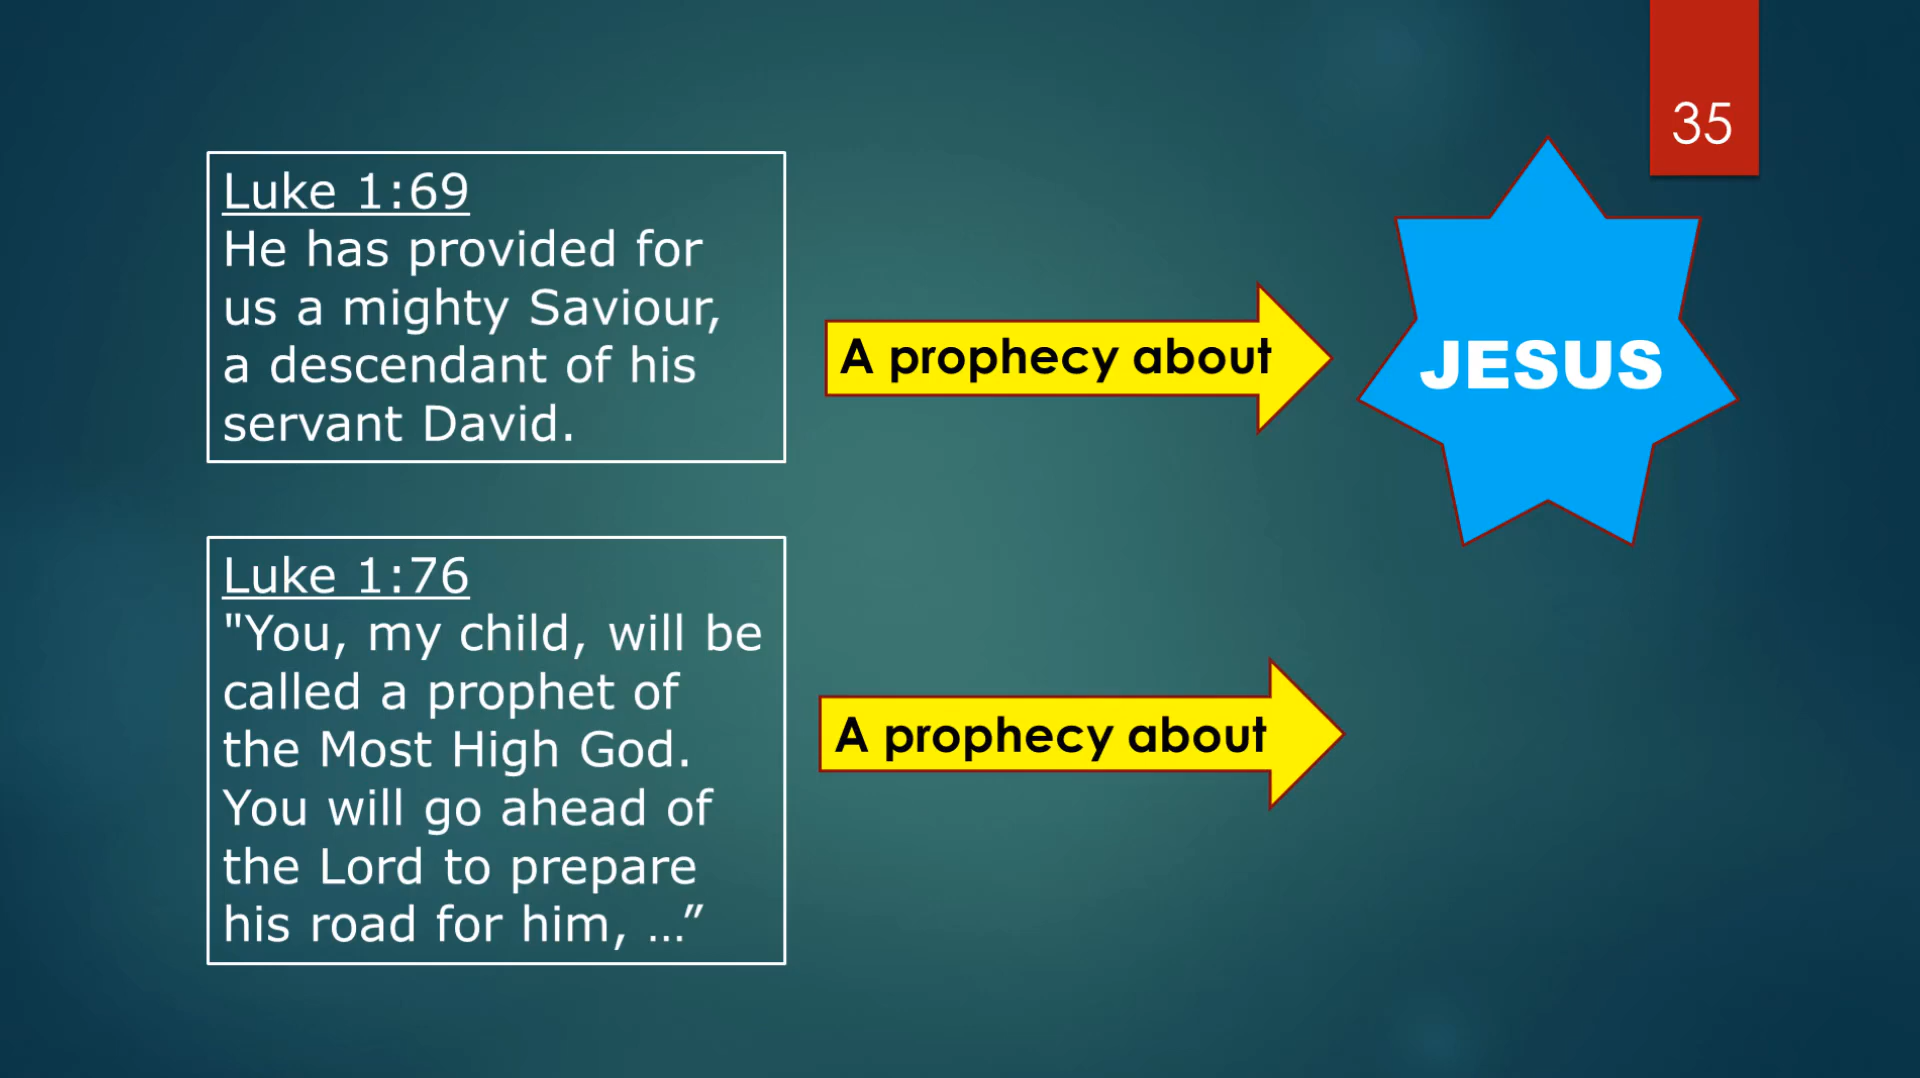 35
Luke 1:69
He has provided for
us a mighty Saviour,
a descendant of his
servant David.
A prophecy about
JESUS
Luke 1:76
"You, my child, will be
called a prophet of
the Most High God.
You will go ahead of
the Lord to prepare
his road for him, …”
A prophecy about